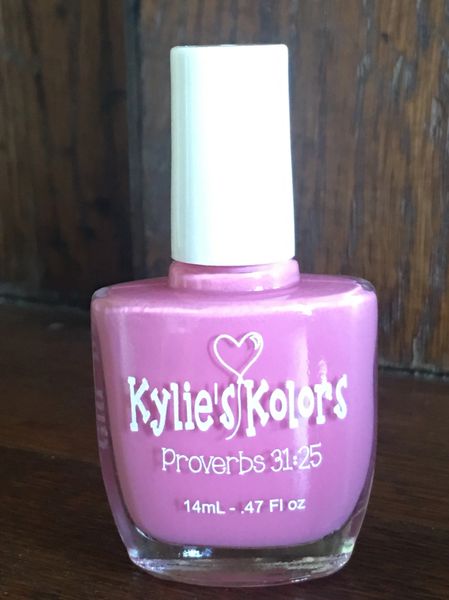 Kylie's Kolors
Proverbs 31:25
14mL - .47 Fl oz